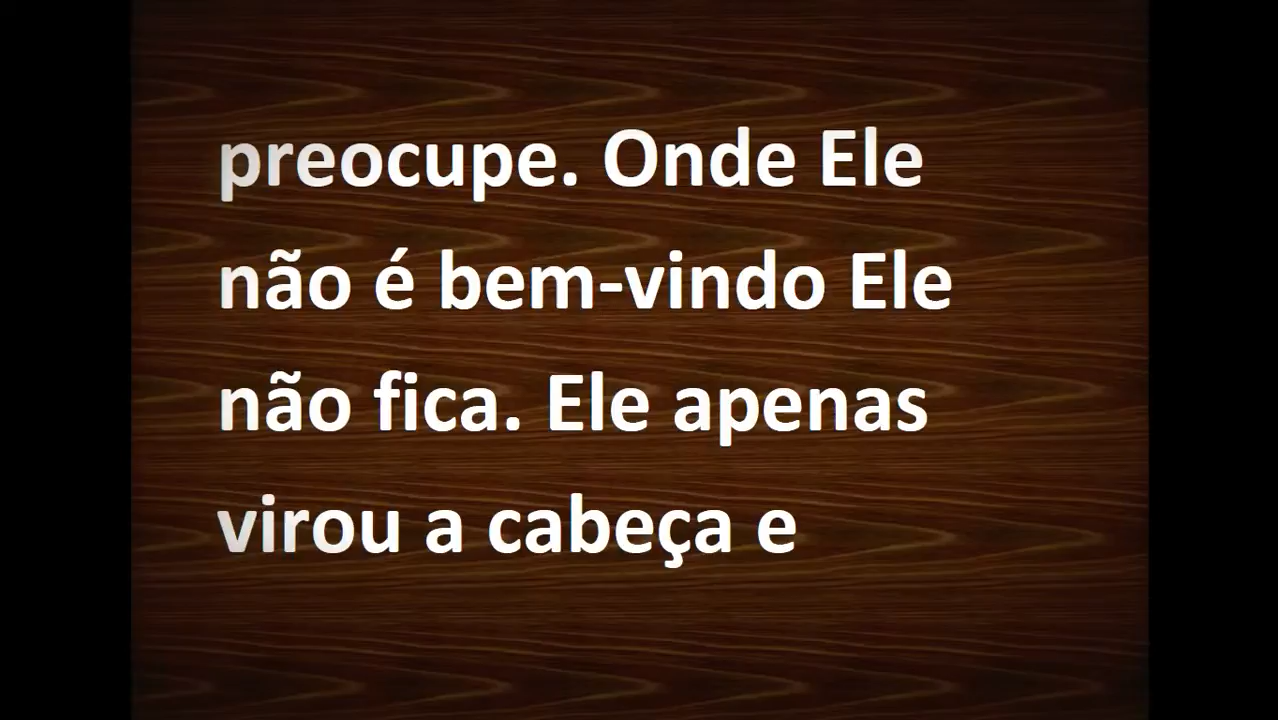 preocupe. Onde Ele
não é bem-vindo Ele
não fica. Ele apenas
virou a cabeça e